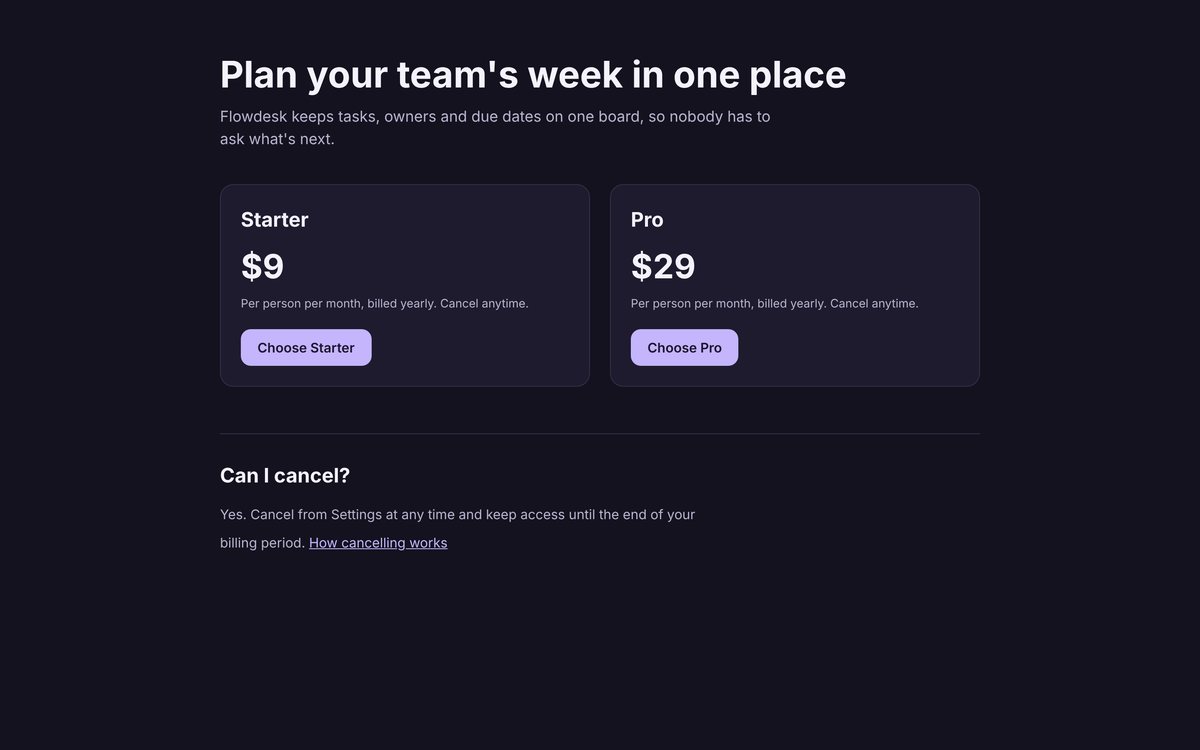 Plan your team's week in one place
Flowdesk keeps tasks, owners and due dates on one board, so nobody has to
ask what's next.
Starter
$9
Per person per month, billed yearly. Cancel anytime.
Choose Starter
Pro
$29
Per person per month, billed yearly. Cancel anytime.
Choose Pro
Can I cancel?
Yes. Cancel from Settings at any time and keep access until the end of your
billing period. How cancelling works